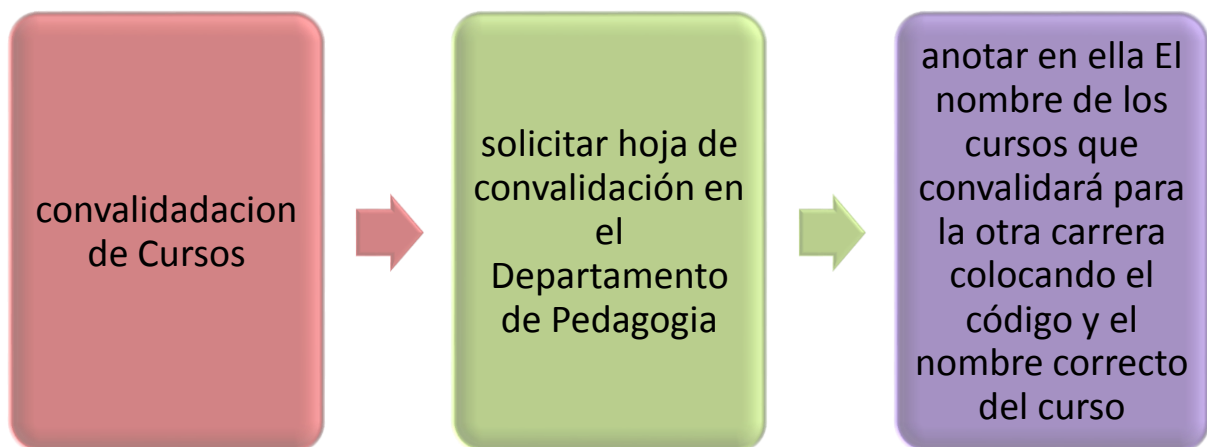 convalidadacion
de Cursos
solicitar hoja de
convalidación en
el
Departamento
de Pedagogia
anotar en ella El
nombre de los
cursos que
convalidará para
la otra carrera
colocando el
código y el
nombre correcto
del curso